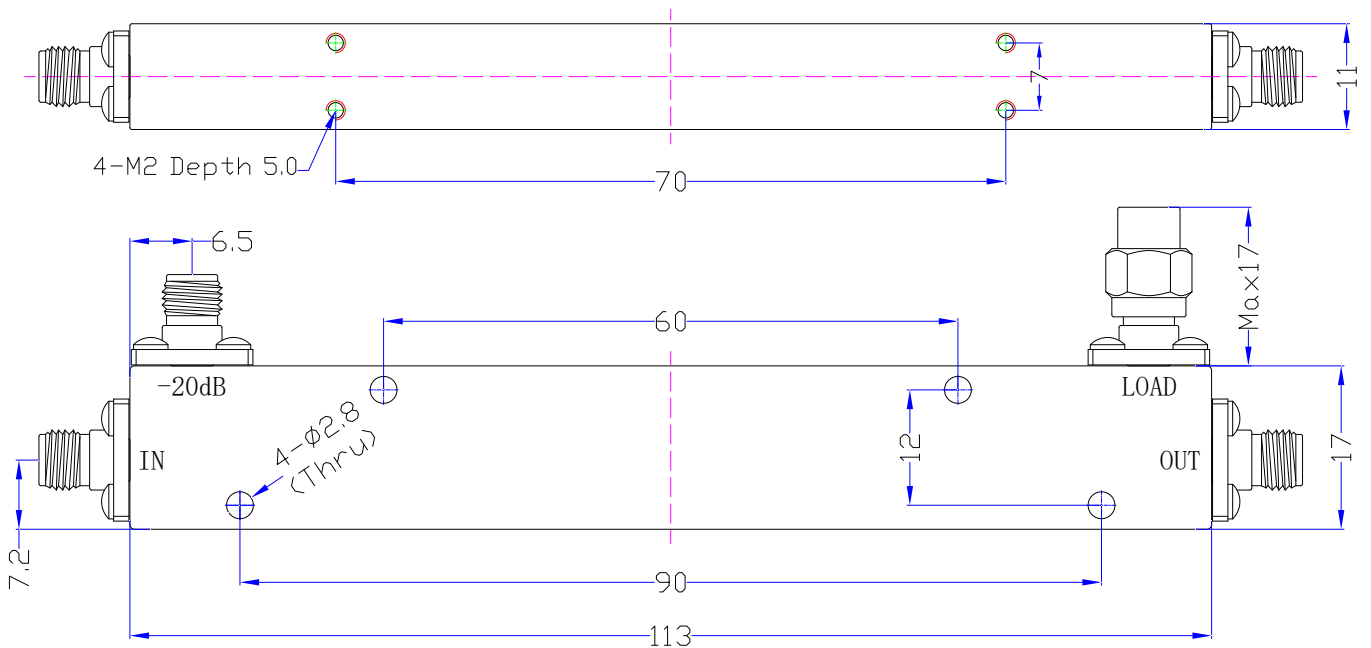 7
11
4-M2 Depth 5.0
70
6.5
Max17
60
-20dB
LOAD
4-Ø2.8
(Thru)
12
17
IN
OUT
7.2
90
113